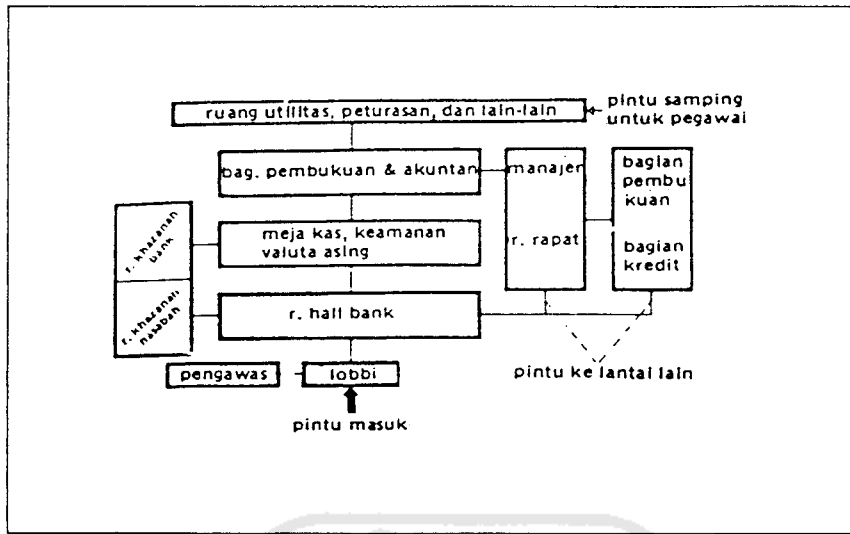 ruang utilitas, peturasan, dan lain-lain
pintu samping
untuk pegawai
bag. pembukuan & akuntan
manajer
r. rapat
bagian
pembu
kuan
bagian
kredit
r. khazanah
bank
meja kas, keamanan
valuta asing
r. khazanah
nasabah
r. hall bank
pengawas
lobbi
pintu ke lantai lain
pintu masuk